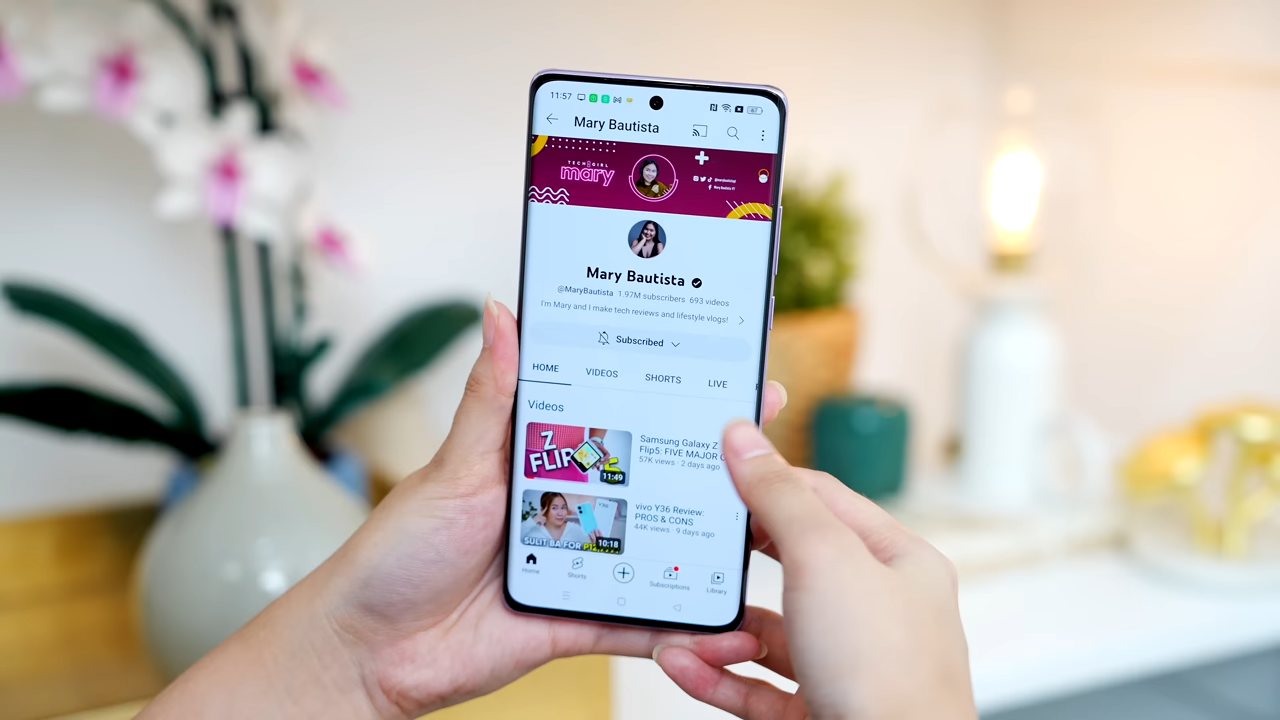 11:57
Mary Bautista
TECH GIRL
mary
Mary Bautista
@MaryBautista 1.97M subscribers 693 videos
I'm Mary and I make tech reviews and lifestyle vlogs!
Subscribed
HOME VIDEOS SHORTS LIVE
Videos
Z
FLIP
11:49
Samsung Galaxy Z
Flip5: FIVE MAJOR
57K views · 2 days ago
SULIT BA FOR
10:18
vivo Y36 Review:
PROS & CONS
44K views · 9 days ago
Home Shorts Subscriptions Library